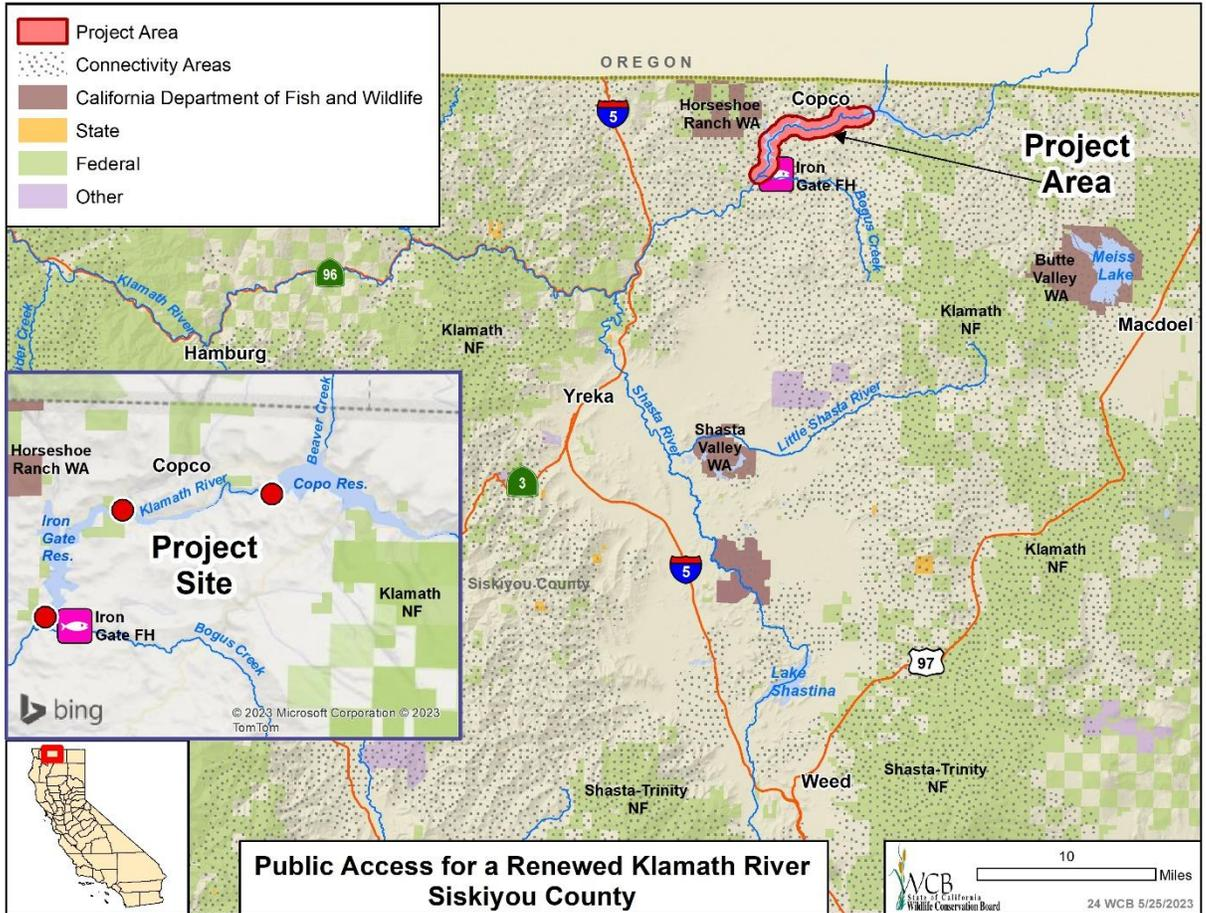 Project Area
Connectivity Areas
California Department of Fish and Wildlife
State
Federal
Other
OREGON
5
Horseshoe
Ranch WA
Copco
Project
Area
Iron
Gate FH
Bogus Creek
Butte
Valley
WA
Meiss
Lake
Macdoel
Klamath
NF
96
Klamath River
ider Creek
Hamburg
Klamath
NF
Yreka
Shasta River
Little Shasta River
Shasta
Valley
WA
3
5
Siskiyou County
Klamath
NF
97
Lake
Shastina
Weed
Shasta-Trinity
NF
Shasta-Trinity
NF
Horseshoe
Ranch WA
Copco
Beaver Creek
Klamath River
Copo Res.
Iron
Gate
Res.
Project
Site
Klamath
NF
Iron
Gate FH
Bogus Creek
bing
© 2023 Microsoft Corporation © 2023
TomTom
Public Access for a Renewed Klamath River
Siskiyou County
10
Miles
WCB
State of California
Wildlife Conservation Board
24 WCB 5/25/2023